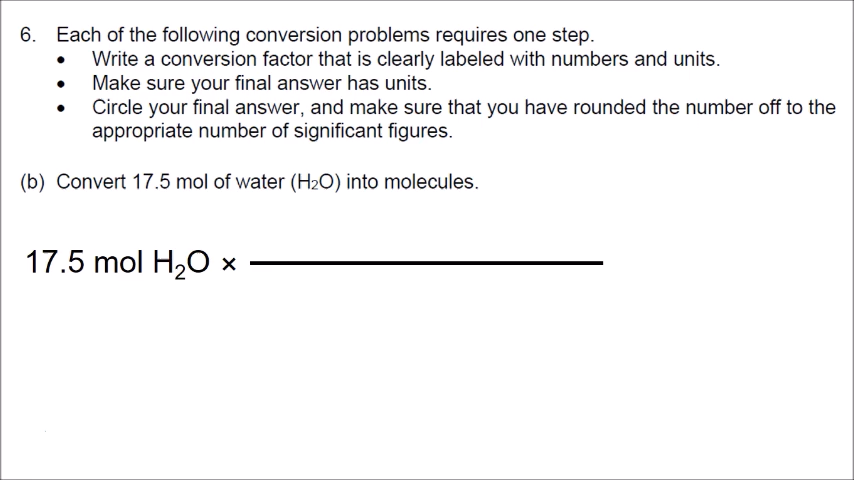 6. Each of the following conversion problems requires one step.
• Write a conversion factor that is clearly labeled with numbers and units.
• Make sure your final answer has units.
• Circle your final answer, and make sure that you have rounded the number off to the
appropriate number of significant figures.
(b) Convert 17.5 mol of water (H₂O) into molecules.
17.5 mol H₂O ×